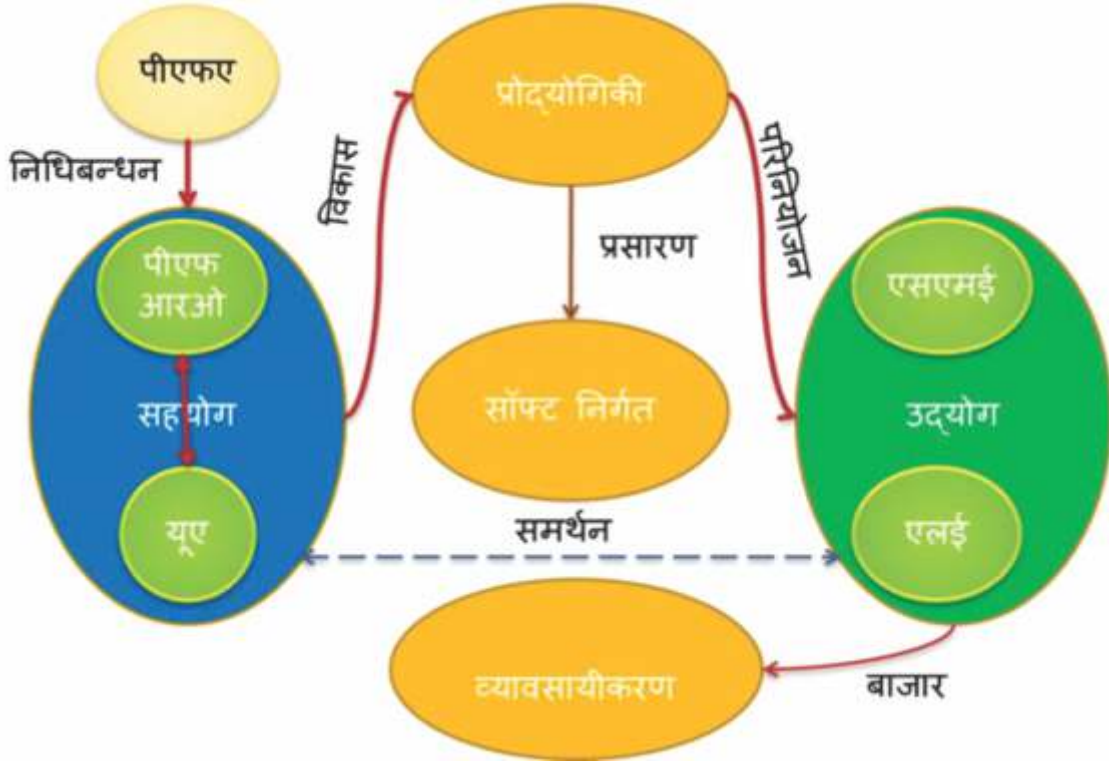 पीएफए
प्रोद्योगिकी
निधिबन्धन
विकास
परिनियोजन
पीएफ
आरओ
प्रसारण
एसएमई
सहयोग
सॉफ्ट निर्गत
उद्योग
यूए
समर्थन
एलई
व्यावसायीकरण
बाजार